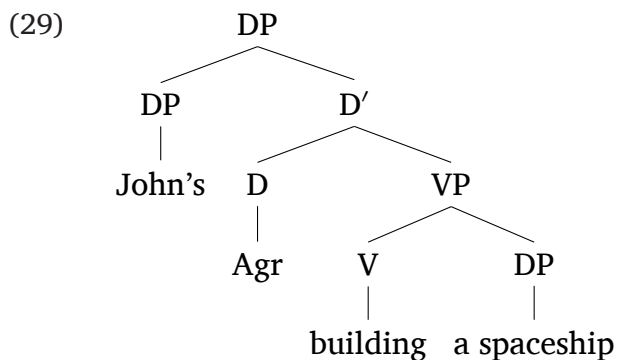 (29) DP
DP D′
John's D VP
Agr V DP
building a spaceship